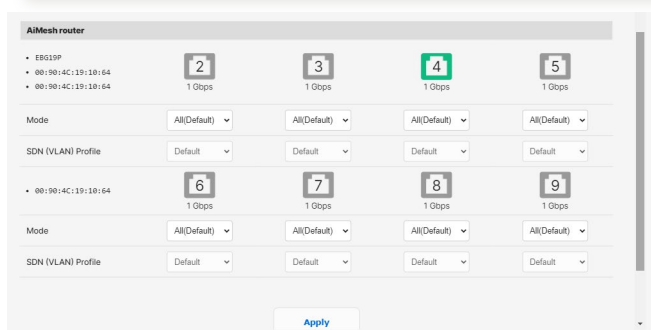 AiMesh router
• EBG19P
• 00:90:4C:19:10:64
• 00:90:4C:19:10:64
2 3 4 5
1 Gbps 1 Gbps 1 Gbps 1 Gbps
Mode All(Default) All(Default) All(Default) All(Default)
SDN (VLAN) Profile Default Default Default Default
• 00:90:4C:19:10:64
6 7 8 9
1 Gbps 1 Gbps 1 Gbps 1 Gbps
Mode All(Default) All(Default) All(Default) All(Default)
SDN (VLAN) Profile Default Default Default Default
Apply